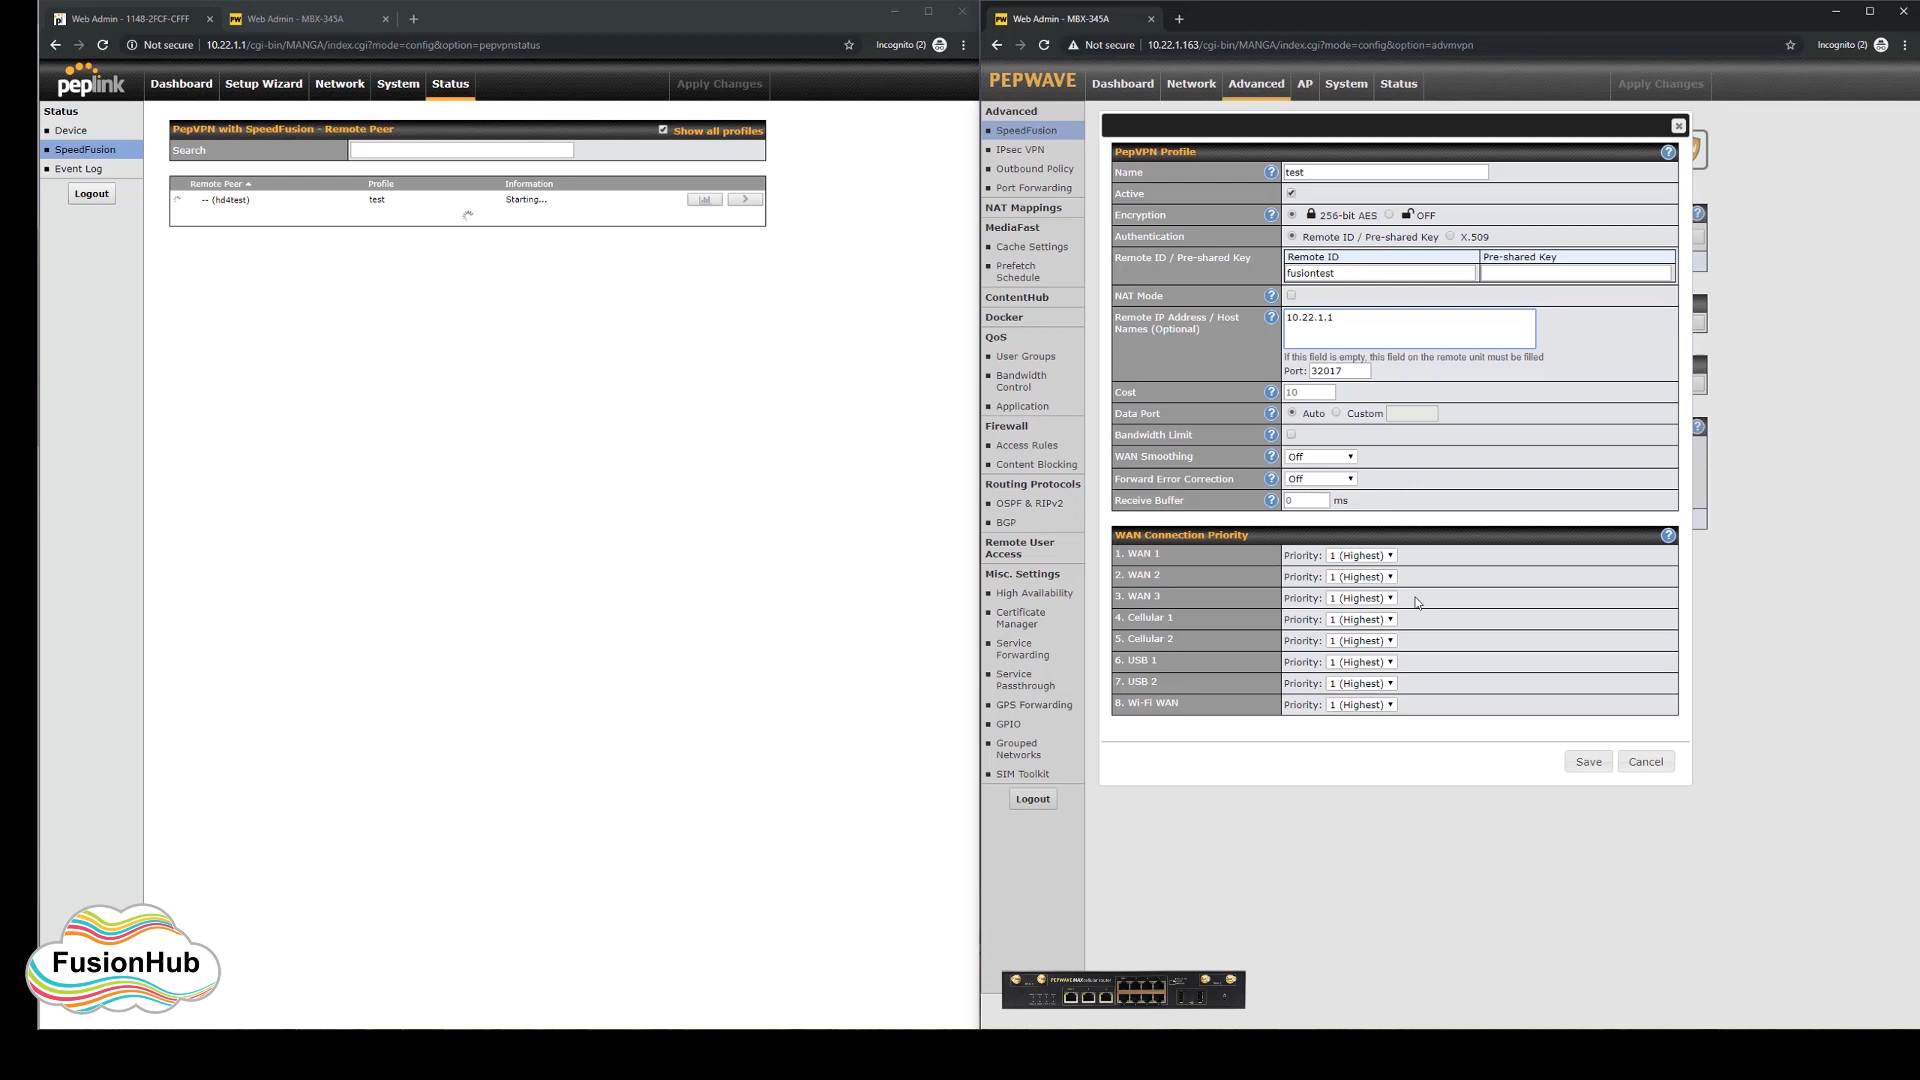 Web Admin - 1148-2FCF-CFFF
Web Admin - MBX-345A
Not secure
10.22.1.1/cgi-bin/MANGA/index.cgi?mode=config&option=pepvpnstatus
Incognito (2)
peplink
Dashboard
Setup Wizard
Network
System
Status
Apply Changes
Status
Device
SpeedFusion
Event Log
Logout
PepVPN with SpeedFusion - Remote Peer
Show all profiles
Search
Remote Peer
Profile
Information
-- (hd4test)
test
Starting...
FusionHub
Web Admin - MBX-345A
Not secure
10.22.1.163/cgi-bin/MANGA/index.cgi?mode=config&option=advmvpn
Incognito (2)
PEPWAVE
Dashboard
Network
Advanced
AP
System
Status
Apply Changes
Advanced
SpeedFusion
IPsec VPN
Outbound Policy
Port Forwarding
NAT Mappings
MediaFast
Cache Settings
Prefetch
Schedule
ContentHub
Docker
QoS
User Groups
Bandwidth
Control
Application
Firewall
Access Rules
Content Blocking
Routing Protocols
OSPF & RIPv2
BGP
Remote User
Access
Misc. Settings
High Availability
Certificate
Manager
Service
Forwarding
Service
Passthrough
GPS Forwarding
GPIO
Grouped
Networks
SIM Toolkit
Logout
PepVPN Profile
Name
test
Active
Encryption
256-bit AES
OFF
Authentication
Remote ID / Pre-shared Key
X.509
Remote ID / Pre-shared Key
Remote ID
Pre-shared Key
fusiontest
NAT Mode
Remote IP Address / Host
Names (Optional)
10.22.1.1
If this field is empty, this field on the remote unit must be filled
Port: 32017
Cost
10
Data Port
Auto
Custom
Bandwidth Limit
WAN Smoothing
Off
Forward Error Correction
Off
Receive Buffer
0
ms
WAN Connection Priority
1. WAN 1
Priority: 1 (Highest)
2. WAN 2
Priority: 1 (Highest)
3. WAN 3
Priority: 1 (Highest)
4. Cellular 1
Priority: 1 (Highest)
5. Cellular 2
Priority: 1 (Highest)
6. USB 1
Priority: 1 (Highest)
7. USB 2
Priority: 1 (Highest)
8. Wi-Fi WAN
Priority: 1 (Highest)
Save
Cancel
PEPWAVE MAX cellular router